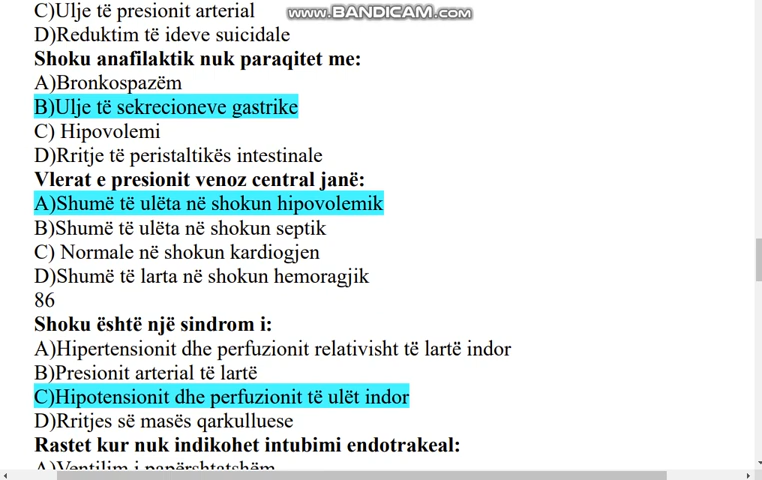 C)Ulje të presionit arterial
www.BANDICAM.com
D)Reduktim të ideve suicidale
Shoku anafilaktik nuk paraqitet me:
A)Bronkospazëm
B)Ulje të sekrecioneve gastrike
C) Hipovolemi
D)Rritje të peristaltikës intestinale
Vlerat e presionit venoz central janë:
A)Shumë të ulëta në shokun hipovolemik
B)Shumë të ulëta në shokun septik
C) Normale në shokun kardiogjen
D)Shumë të larta në shokun hemoragjik
86
Shoku është një sindrom i:
A)Hipertensionit dhe perfuzionit relativisht të lartë indor
B)Presionit arterial të lartë
C)Hipotensionit dhe perfuzionit të ulët indor
D)Rritjes së masës qarkulluese
Rastet kur nuk indikohet intubimi endotrakeal:
A)Ventilim i papërshtatshëm